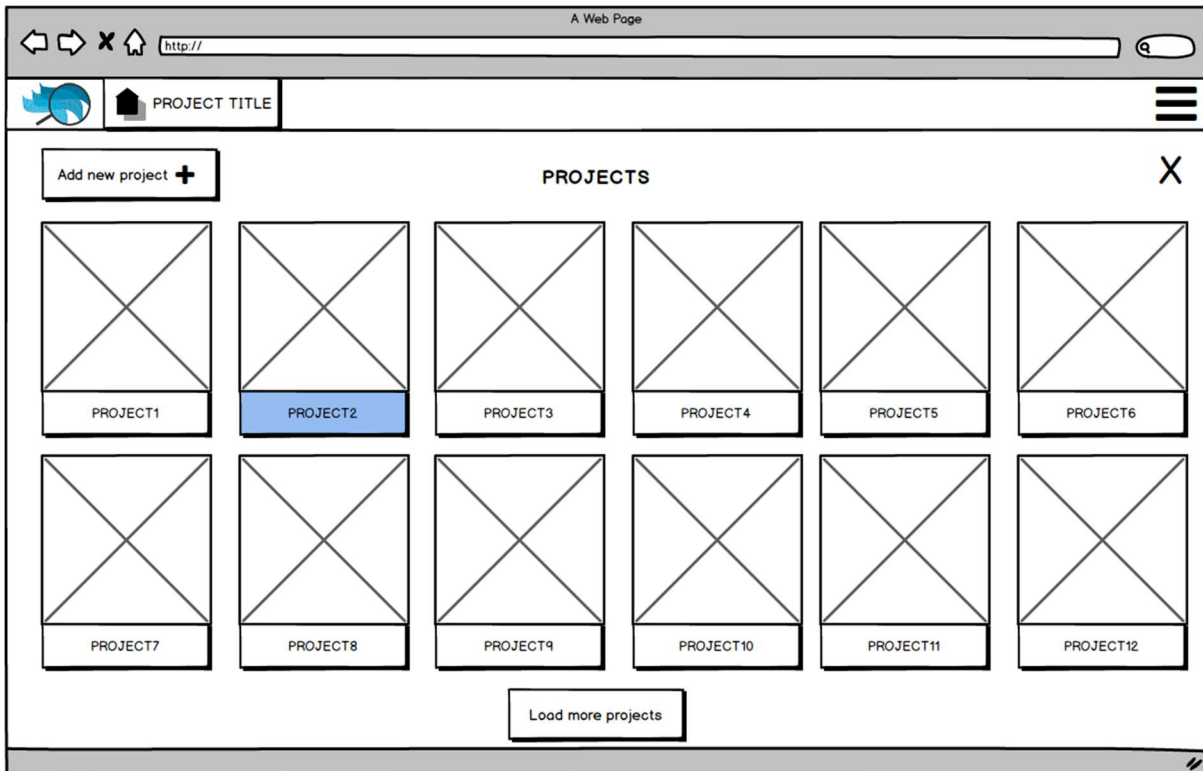 A Web Page
http://
PROJECT TITLE
Add new project
PROJECTS
X
PROJECT1 PROJECT2 PROJECT3 PROJECT4 PROJECT5 PROJECT6
PROJECT7 PROJECT8 PROJECT9 PROJECT10 PROJECT11 PROJECT12
Load more projects